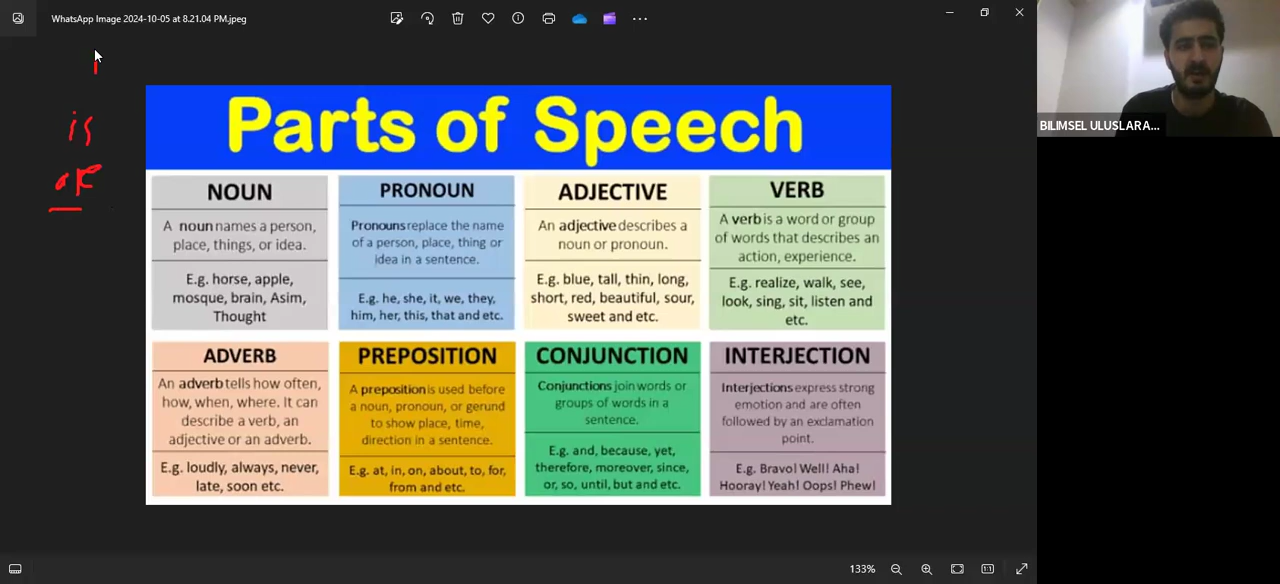 WhatsApp Image 2024-10-05 at 8.21.04 PM.jpeg
is
Parts of Speech
NOUN
A noun names a person,
place, things, or idea.
E.g. horse, apple,
mosque, brain, Asim,
Thought
PRONOUN
Pronouns replace the name
of a person, place, thing or
idea in a sentence.
E.g. he, she, it, we, they,
him, her, this, that and etc.
ADJECTIVE
An adjective describes a
noun or pronoun.
E.g. blue, tall, thin, long,
short, red, beautiful, sour,
sweet and etc.
VERB
A verb is a word or group
of words that describes an
action, experience.
E.g. realize, walk, see,
look, sing, sit, listen and
etc.
ADVERB
An adverb tells how often,
how, when, where. It can
describe a verb, an
adjective or an adverb.
E.g. loudly, always, never,
late, soon etc.
PREPOSITION
A preposition is used before
a noun, pronoun, or gerund
to show place, time,
direction in a sentence.
E.g. at, in, on, about, to, for,
from and etc.
CONJUNCTION
Conjunctions join words or
groups of words in a
sentence.
E.g. and, because, yet,
therefore, moreover, since,
or, so, until, but and etc.
INTERJECTION
Interjections express strong
emotion and are often
followed by an exclamation
point.
E.g. Bravo! Well! Aha!
Hooray! Yeah! Oops! Phew!
BILIMSEL ULUSLARA...
133%